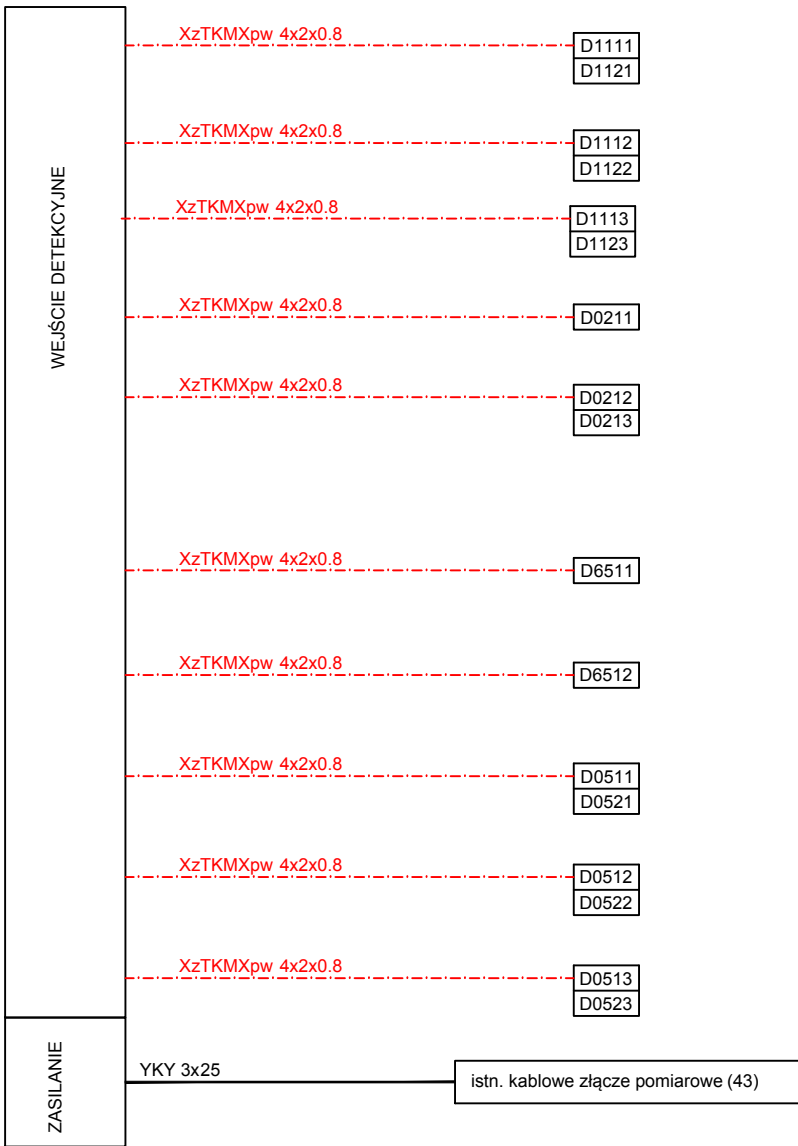 WEJŚCIE DETEKCYJNE
XzTKMXpw 4x2x0.8
D1111
D1121
XzTKMXpw 4x2x0.8
D1112
D1122
XzTKMXpw 4x2x0.8
D1113
D1123
XzTKMXpw 4x2x0.8
D0211
XzTKMXpw 4x2x0.8
D0212
D0213
XzTKMXpw 4x2x0.8
D6511
XzTKMXpw 4x2x0.8
D6512
XzTKMXpw 4x2x0.8
D0511
D0521
XzTKMXpw 4x2x0.8
D0512
D0522
XzTKMXpw 4x2x0.8
D0513
D0523
ZASILANIE
YKY 3x25
istn. kablowe złącze pomiarowe (43)